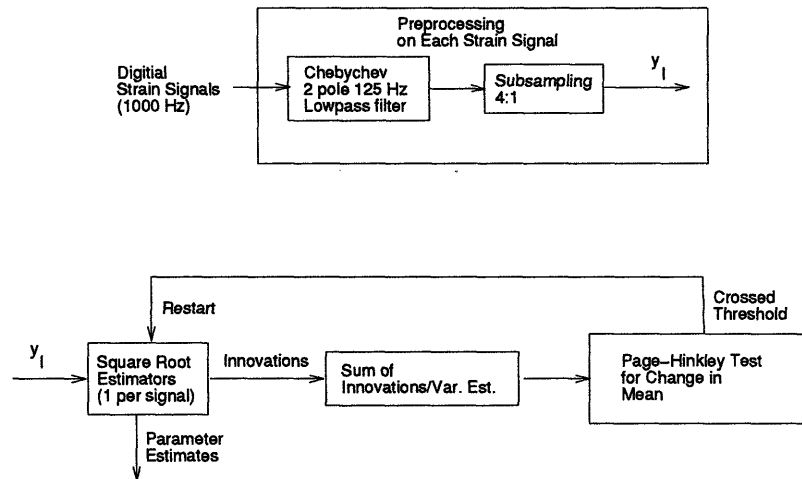 Preprocessing
on Each Strain Signal
Digitial
Strain Signals
(1000 Hz)
Chebychev
2 pole 125 Hz
Lowpass filter
Subsampling
4:1
y
l
Restart
Crossed
Threshold
y
l
Square Root
Estimators
(1 per signal)
Innovations
Sum of
Innovations/Var. Est.
Page-Hinkley Test
for Change in
Mean
Parameter
Estimates